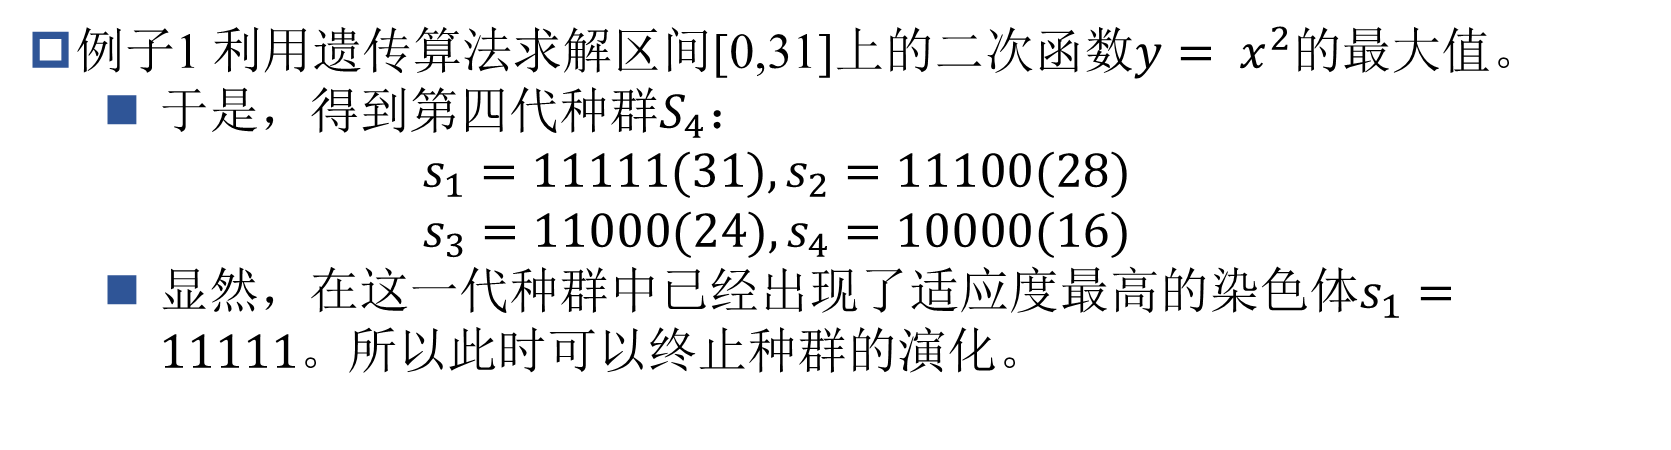 例子1 利用遗传算法求解区间[0,31]上的二次函数y = x²的最大值。
于是，得到第四代种群S₄：
s₁ = 11111(31), s₂ = 11100(28)
s₃ = 11000(24), s₄ = 10000(16)
显然，在这一代种群中已经出现了适应度最高的染色体s₁ =
11111。所以此时可以终止种群的演化。